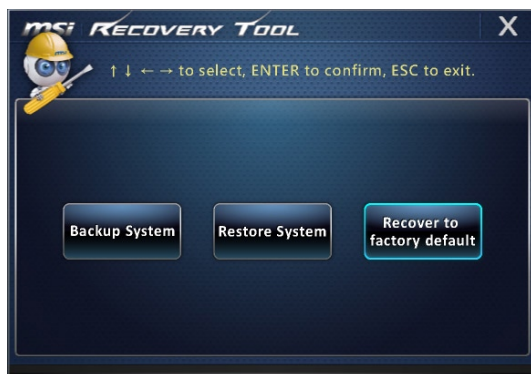 msi RECOVERY TOOL X
↑ ↓ ← → to select, ENTER to confirm, ESC to exit.
Backup System
Restore System
Recover to
factory default